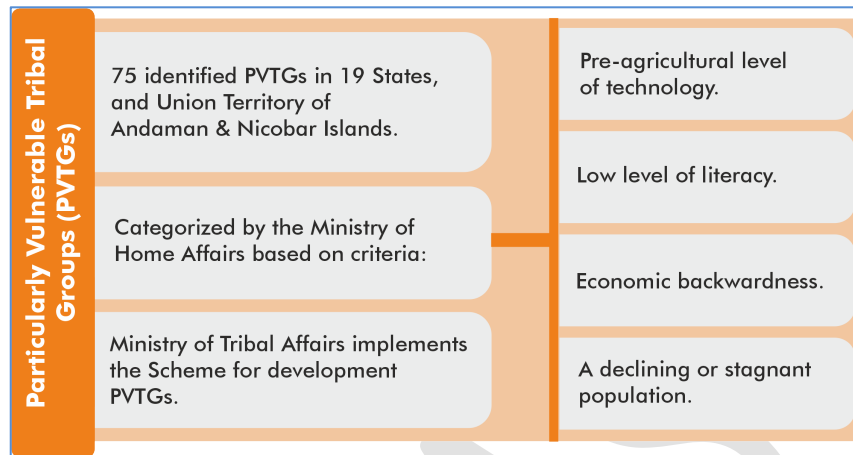 Particularly Vulnerable Tribal
Groups (PVTGs)
75 identified PVTGs in 19 States,
and Union Territory of
Andaman & Nicobar Islands.
Categorized by the Ministry of
Home Affairs based on criteria:
Ministry of Tribal Affairs implements
the Scheme for development
PVTGs.
Pre-agricultural level
of technology.
Low level of literacy.
Economic backwardness.
A declining or stagnant
population.